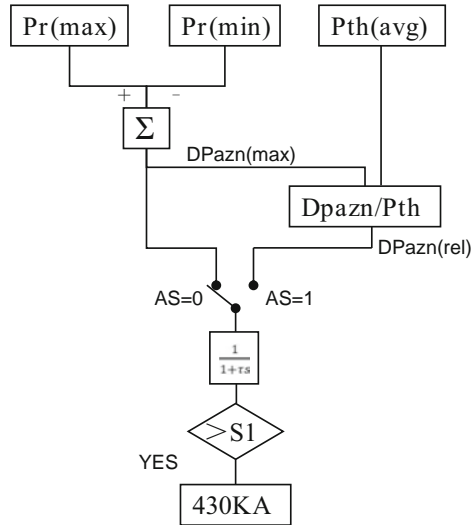 Pr(max) Pr(min) Pth(avg)
+ -
Σ
DPazn(max)
Dpazn/Pth
DPazn(rel)
AS=0 AS=1
1
1+τs
>S1
YES
430KA